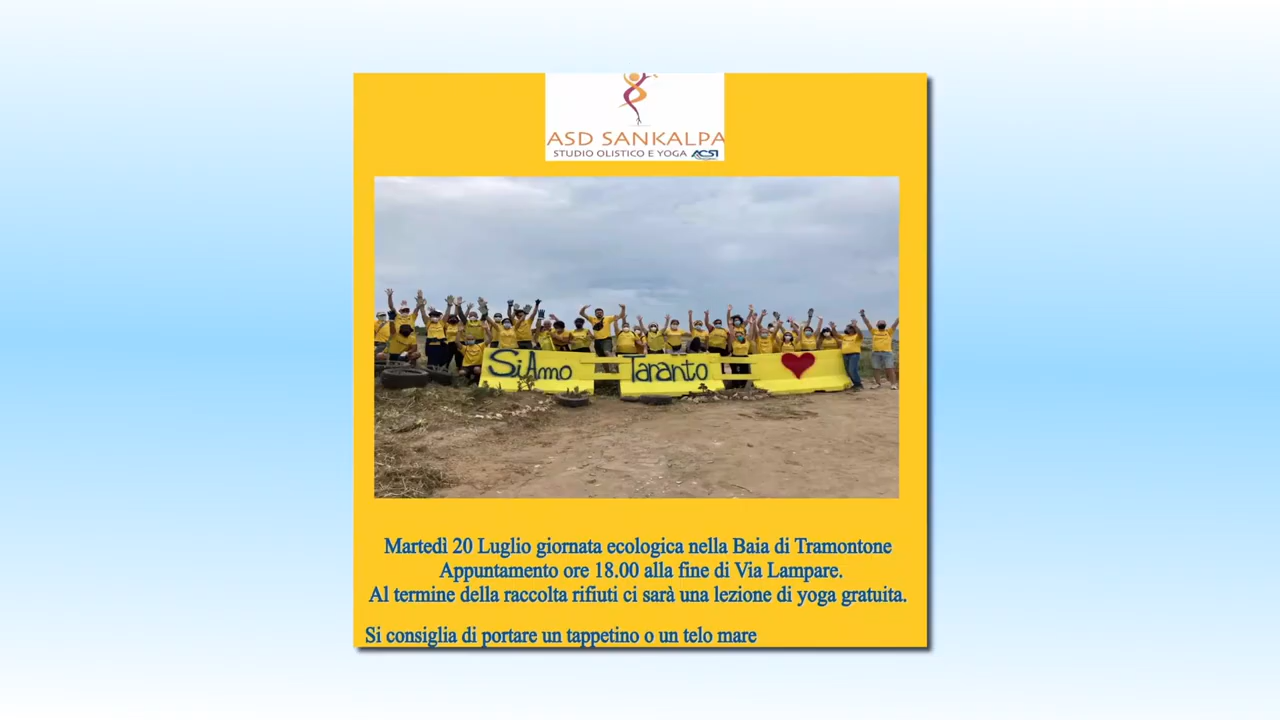 ASD SANKALPA
STUDIO OLISTICO E YOGA ACSI
SiAmo Taranto
Martedì 20 Luglio giornata ecologica nella Baia di Tramontone
Appuntamento ore 18.00 alla fine di Via Lampare.
Al termine della raccolta rifiuti ci sarà una lezione di yoga gratuita.
Si consiglia di portare un tappetino o un telo mare